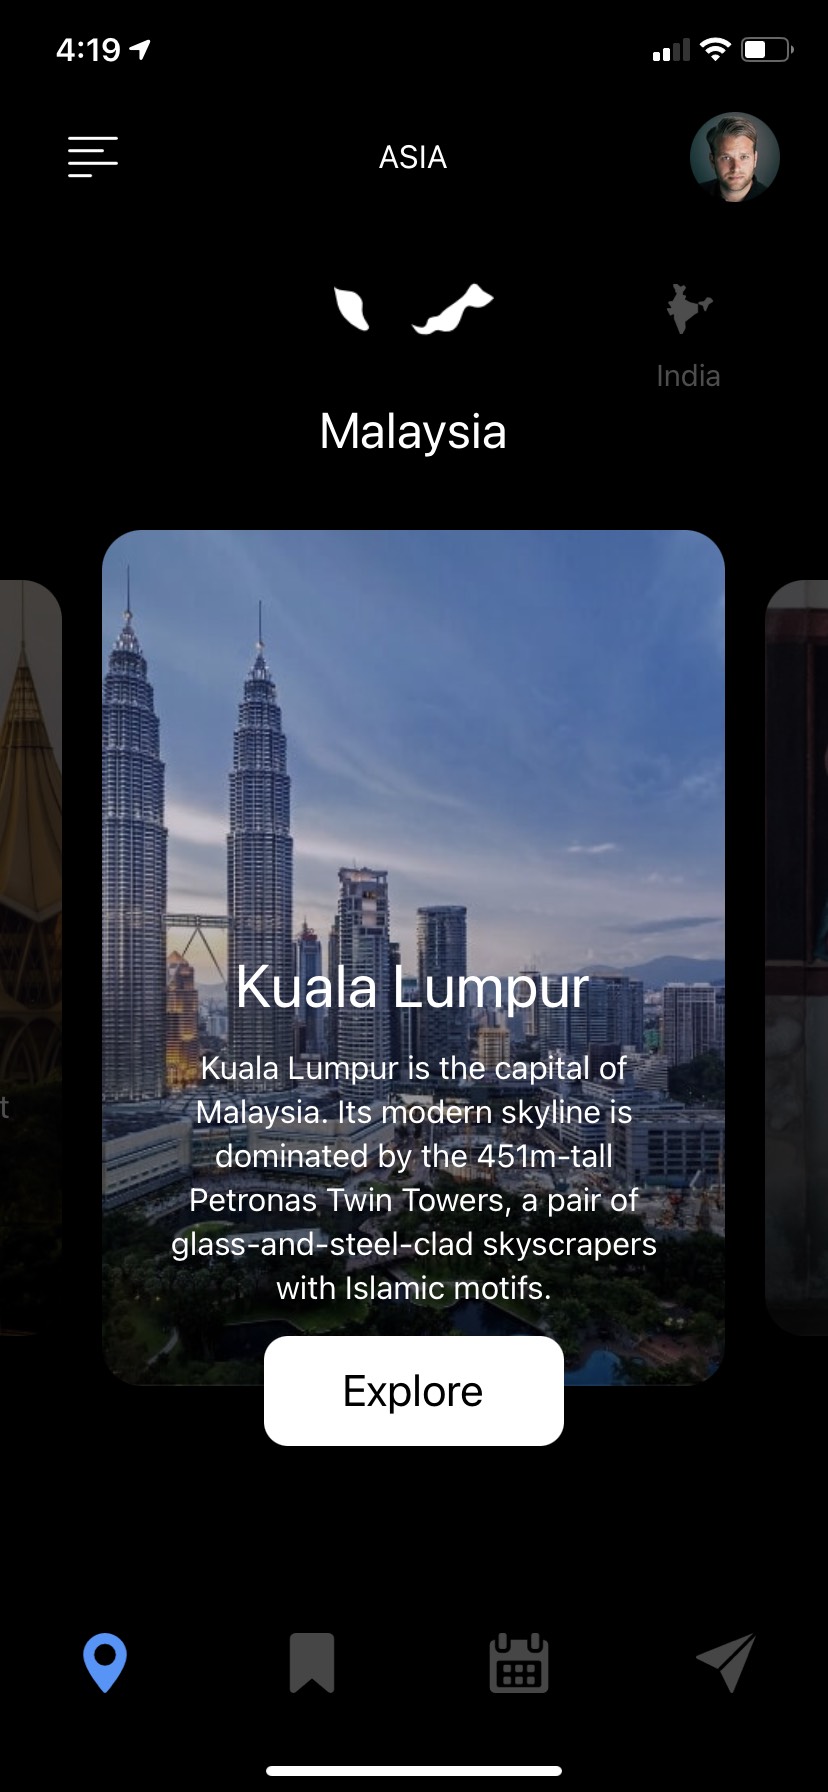 4:19
ASIA
India
Malaysia
Kuala Lumpur
Kuala Lumpur is the capital of
Malaysia. Its modern skyline is
dominated by the 451m-tall
Petronas Twin Towers, a pair of
glass-and-steel-clad skyscrapers
with Islamic motifs.
t
Explore